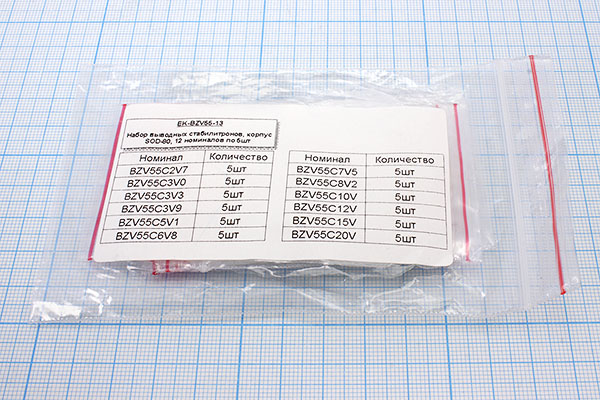 EK-BZV55-13
Набор выводных стабилитронов, корпус
SOD-80, 12 номиналов по 5шт
Номинал Количество
BZV55C2V7 5шт
BZV55C3V0 5шт
BZV55C3V3 5шт
BZV55C3V9 5шт
BZV55C5V1 5шт
BZV55C6V8 5шт
Номинал Количество
BZV55C7V5 5шт
BZV55C8V2 5шт
BZV55C10V 5шт
BZV55C12V 5шт
BZV55C15V 5шт
BZV55C20V 5шт